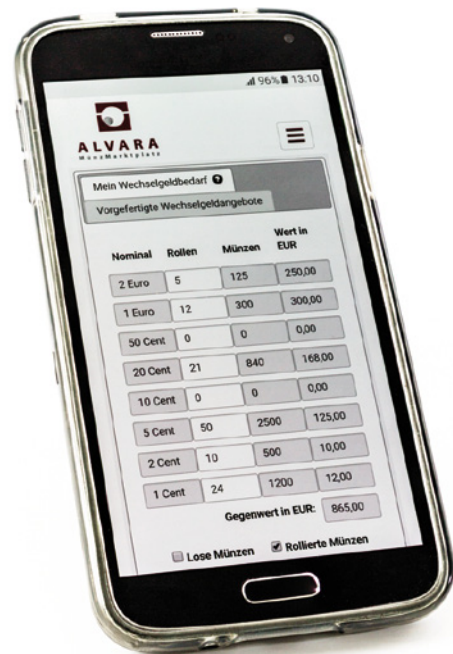 96% 13.10
ALVARA
MünzMarktplatz
Mein Wechselgeldbedarf ?
Vorgefertigte Wechselgeldangebote
Nominal Rollen Münzen Wert in EUR
2 Euro 5 125 250,00
1 Euro 12 300 300,00
50 Cent 0 0 0,00
20 Cent 21 840 168,00
10 Cent 0 0 0,00
5 Cent 50 2500 125,00
2 Cent 10 500 10,00
1 Cent 24 1200 12,00
Gegenwert in EUR: 865,00
Lose Münzen Rollierte Münzen